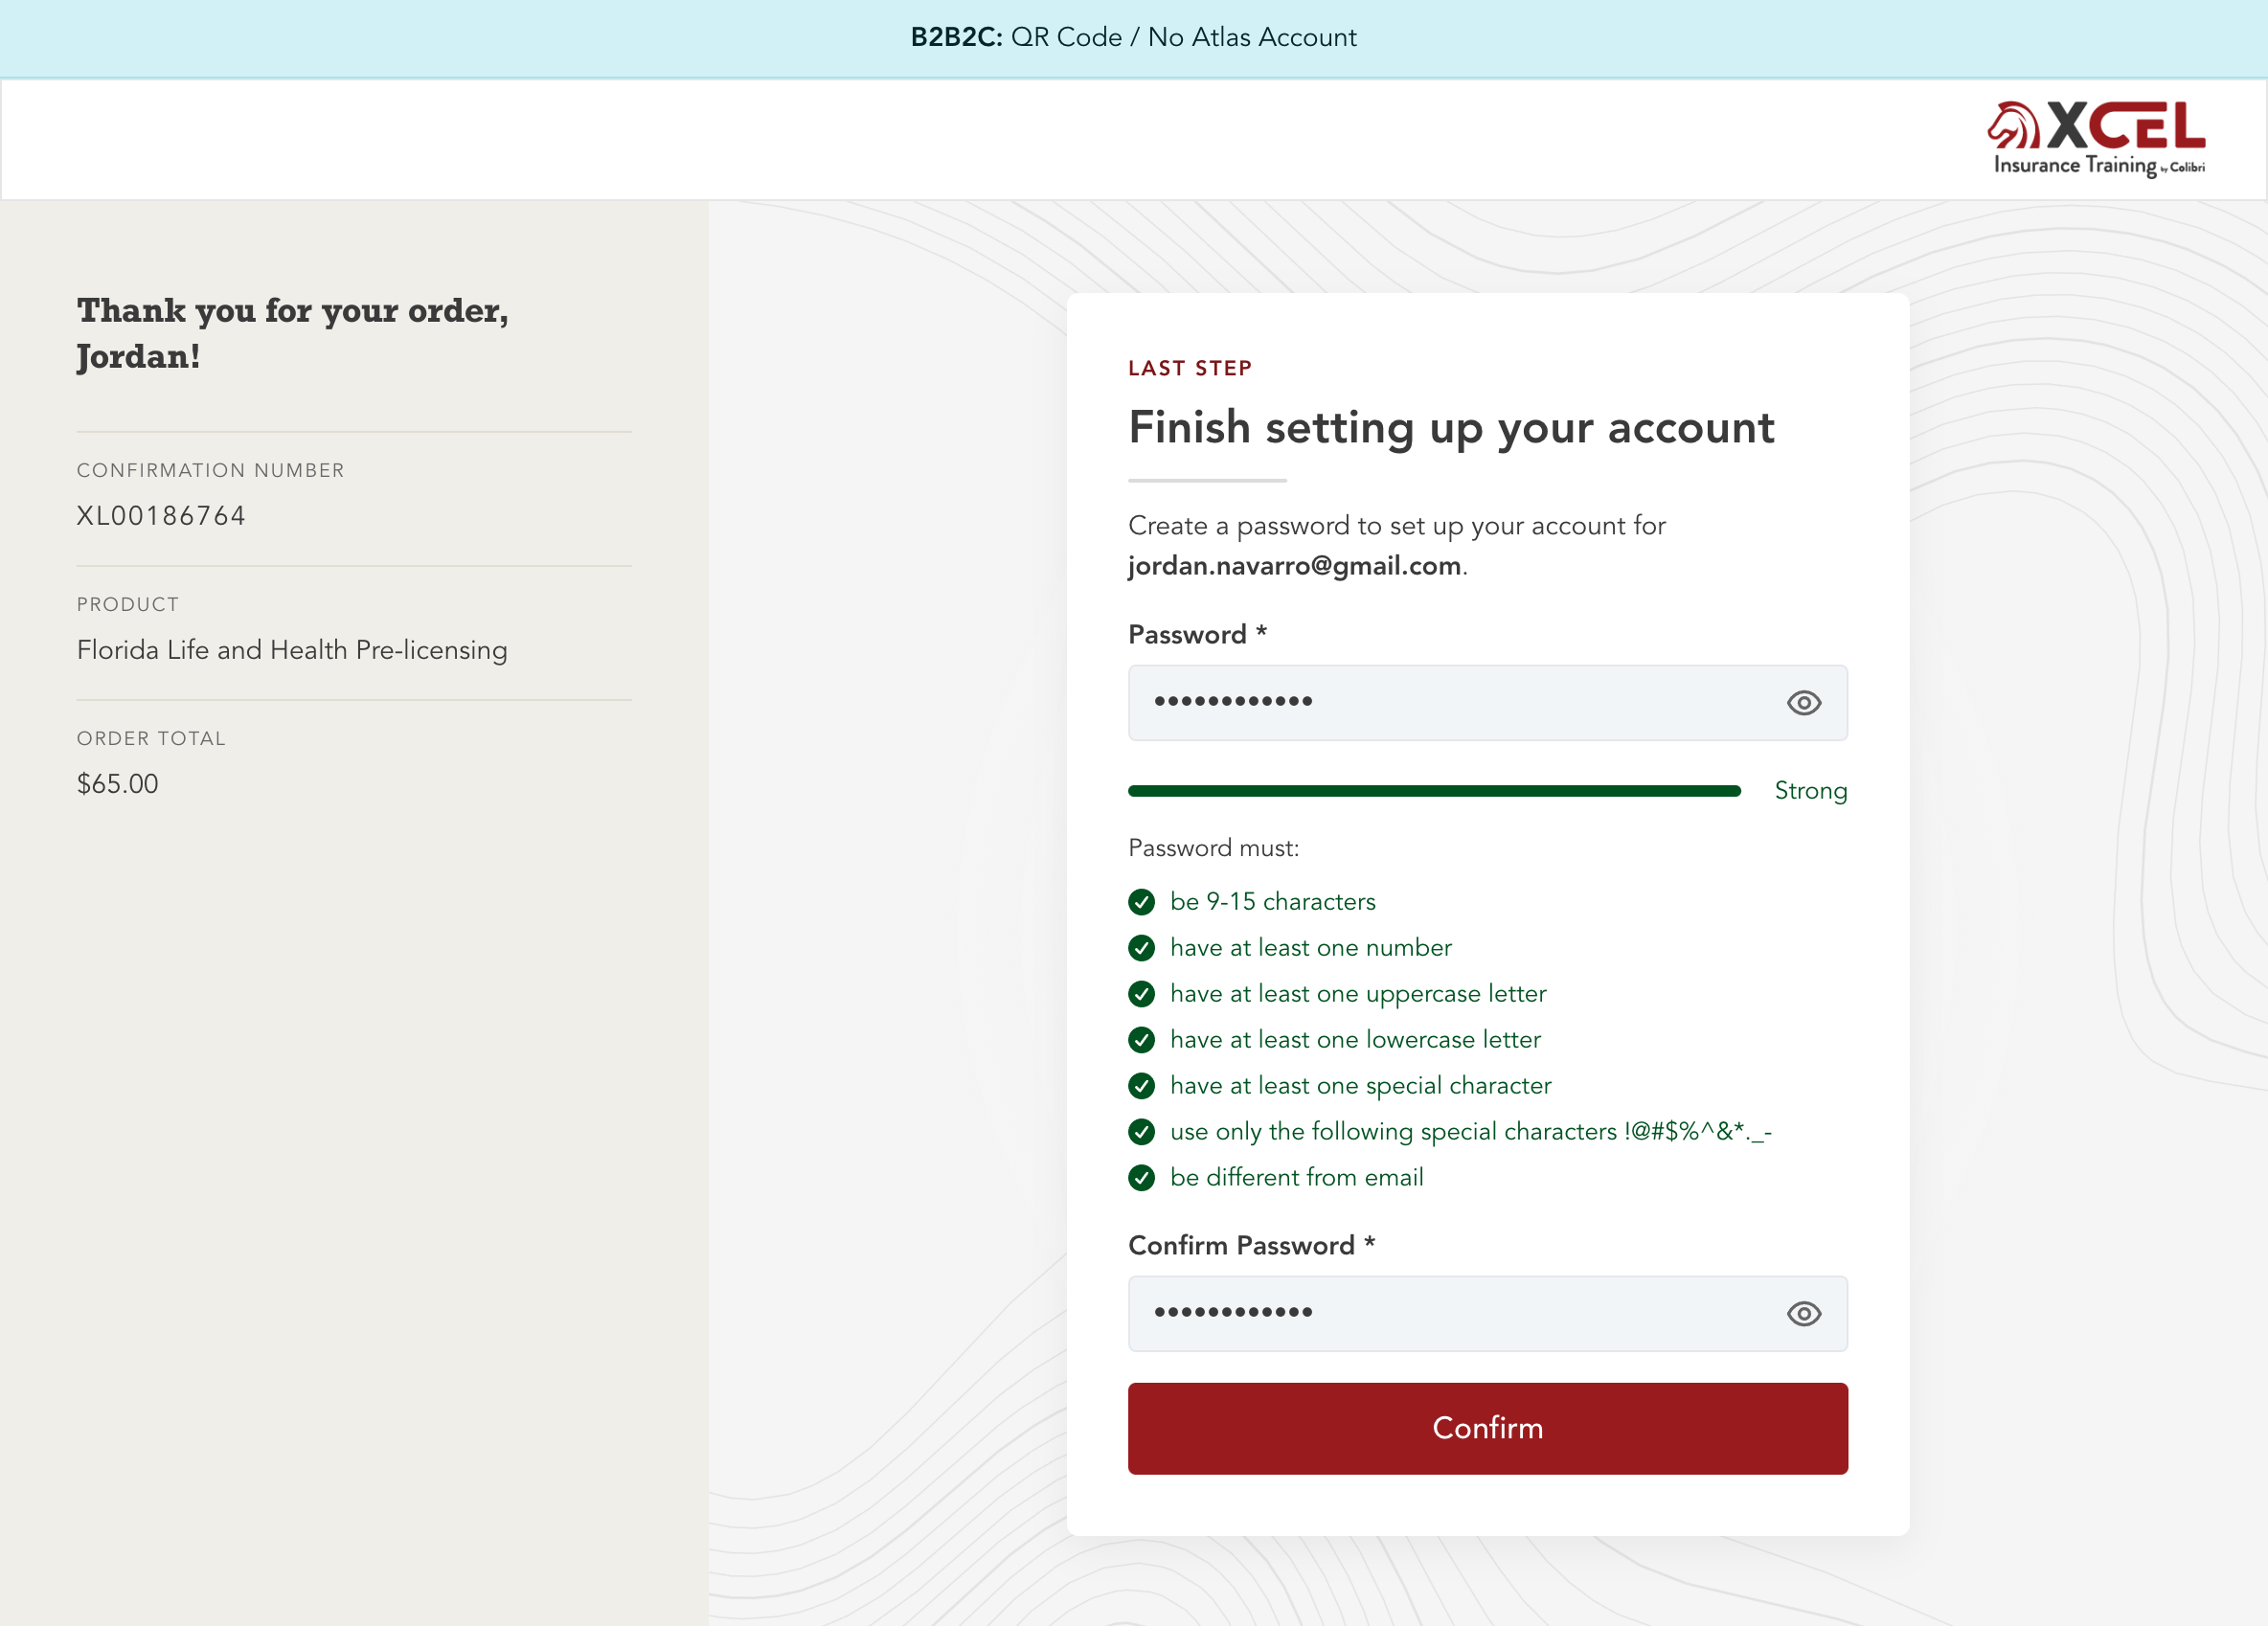 B2B2C: QR Code / No Atlas Account
XCEL
Insurance Training by Colibri
Thank you for your order,
Jordan!
CONFIRMATION NUMBER
XL00186764
PRODUCT
Florida Life and Health Pre-licensing
ORDER TOTAL
$65.00
LAST STEP
Finish setting up your account
Create a password to set up your account for
jordan.navarro@gmail.com.
Password *
••••••••••••
Strong
Password must:
be 9-15 characters
have at least one number
have at least one uppercase letter
have at least one lowercase letter
have at least one special character
use only the following special characters !@#$%^&*._-
be different from email
Confirm Password *
••••••••••••
Confirm